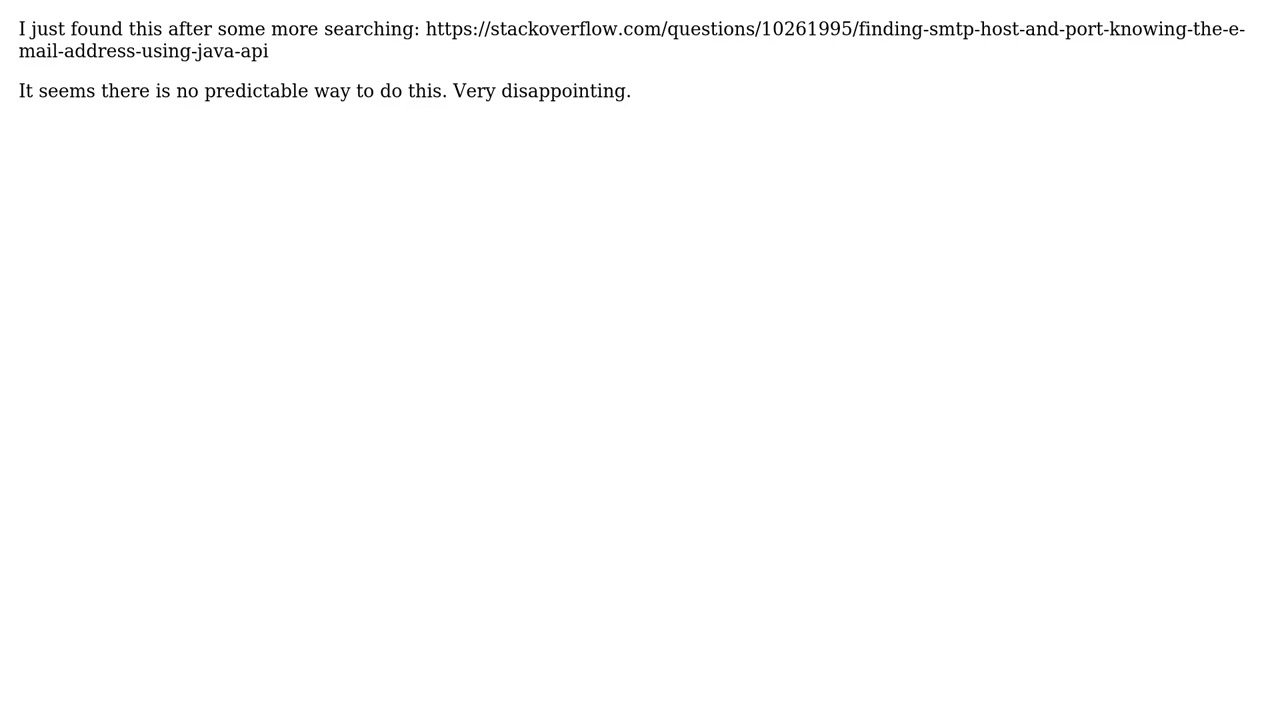 I just found this after some more searching: https://stackoverflow.com/questions/10261995/finding-smtp-host-and-port-knowing-the-e-
mail-address-using-java-api
It seems there is no predictable way to do this. Very disappointing.